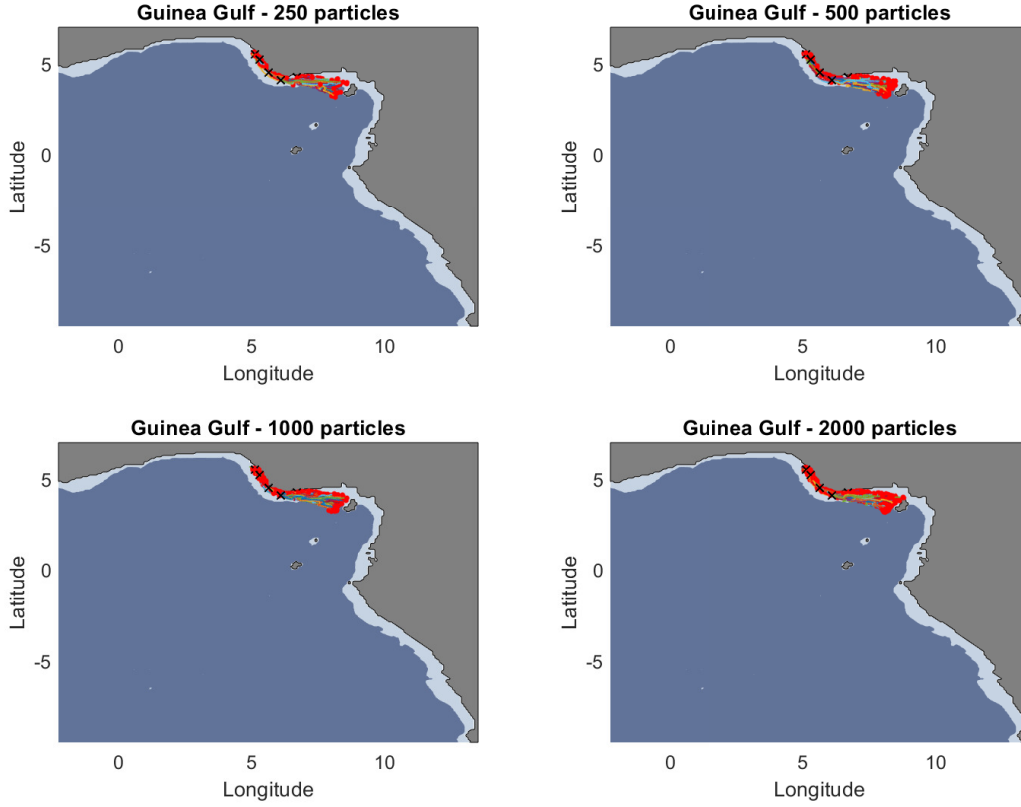 Guinea Gulf - 250 particles
5
0
-5
Latitude
0
5
10
Longitude
Guinea Gulf - 500 particles
5
0
-5
Latitude
0
5
10
Longitude
Guinea Gulf - 1000 particles
5
0
-5
Latitude
0
5
10
Longitude
Guinea Gulf - 2000 particles
5
0
-5
Latitude
0
5
10
Longitude